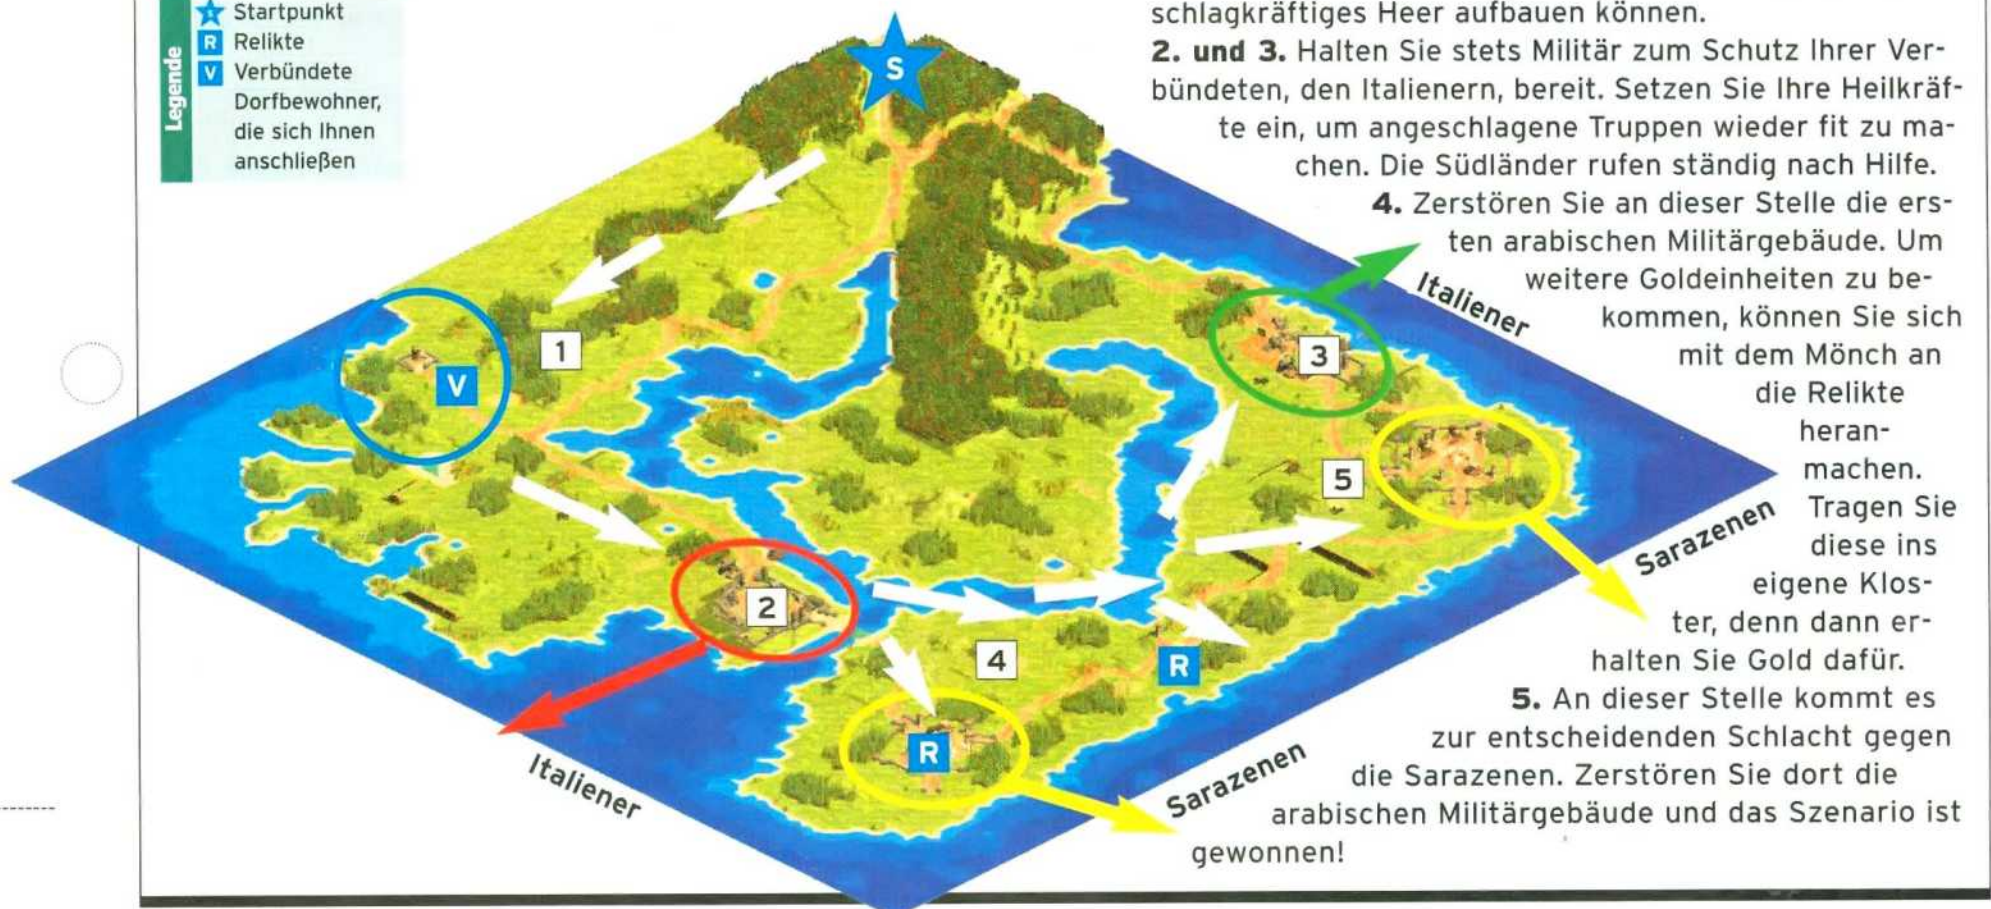 Legende
S Startpunkt
R Relikte
V Verbündete
Dorfbewohner,
die sich Ihnen
anschließen
schlagkräftiges Heer aufbauen können.
2. und 3. Halten Sie stets Militär zum Schutz Ihrer Ver-
bündeten, den Italienern, bereit. Setzen Sie Ihre Heilkräf-
te ein, um angeschlagene Truppen wieder fit zu ma-
chen. Die Südländer rufen ständig nach Hilfe.
4. Zerstören Sie an dieser Stelle die ers-
ten arabischen Militärgebäude. Um
weitere Goldeinheiten zu be-
kommen, können Sie sich
mit dem Mönch an
die Relikte
heran-
machen.
Tragen Sie
diese ins
eigene Klos-
ter, denn dann er-
halten Sie Gold dafür.
5. An dieser Stelle kommt es
zur entscheidenden Schlacht gegen
die Sarazenen. Zerstören Sie dort die
arabischen Militärgebäude und das Szenario ist
gewonnen!
S
Italiener
3
1
V
5
Sarazenen
2
4
R
R
Italiener
Sarazenen